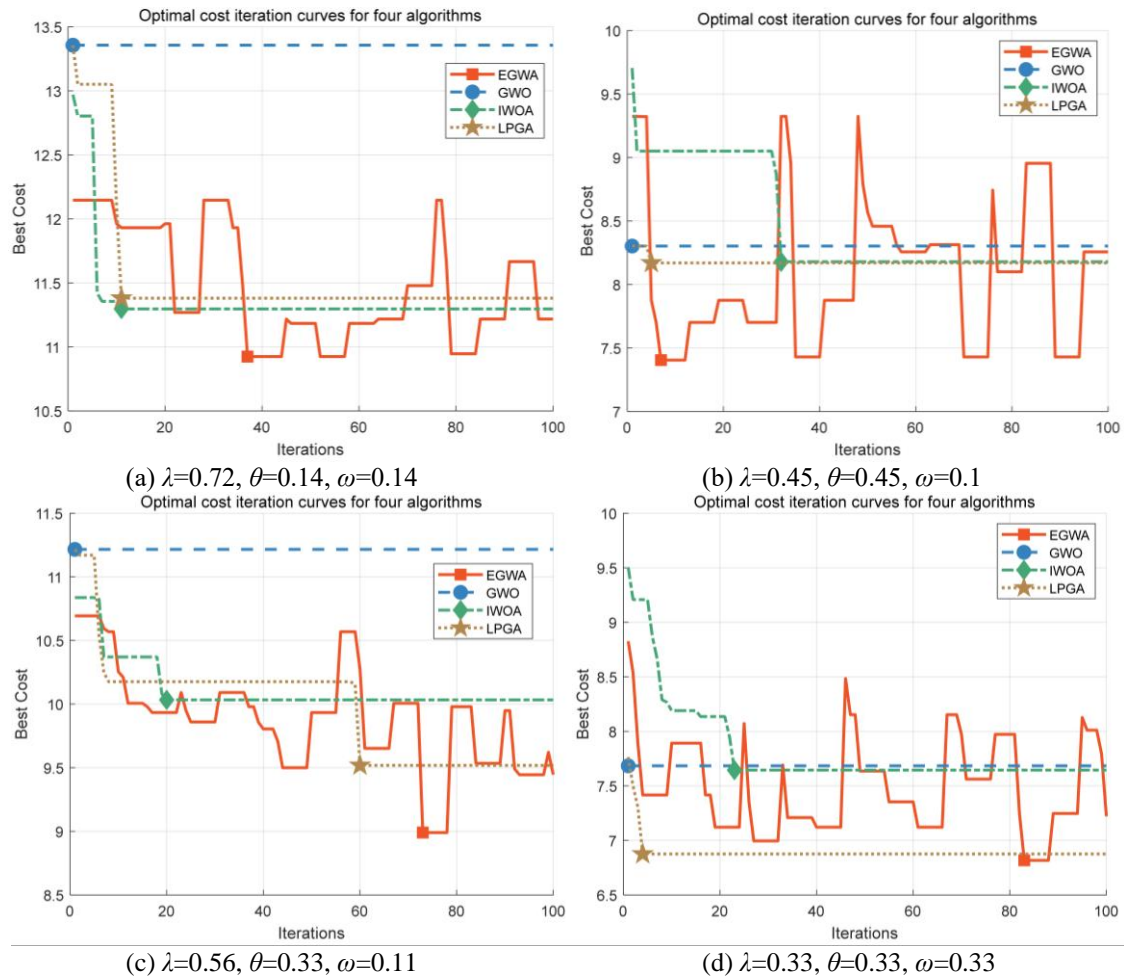 Optimal cost iteration curves for four algorithms
13.5
13
12.5
12
11.5
11
10.5
Best Cost
0 20 40 60 80 100
Iterations
EGWA
GWO
IWOA
LPGA
(a) λ=0.72, θ=0.14, ω=0.14
Optimal cost iteration curves for four algorithms
10
9.5
9
8.5
8
7.5
7
Best Cost
0 20 40 60 80 100
Iterations
EGWA
GWO
IWOA
LPGA
(b) λ=0.45, θ=0.45, ω=0.1
Optimal cost iteration curves for four algorithms
11.5
11
10.5
10
9.5
9
8.5
Best Cost
0 20 40 60 80 100
Iterations
EGWA
GWO
IWOA
LPGA
(c) λ=0.56, θ=0.33, ω=0.11
Optimal cost iteration curves for four algorithms
10
9.5
9
8.5
8
7.5
7
6.5
Best Cost
0 20 40 60 80 100
Iterations
EGWA
GWO
IWOA
LPGA
(d) λ=0.33, θ=0.33, ω=0.33